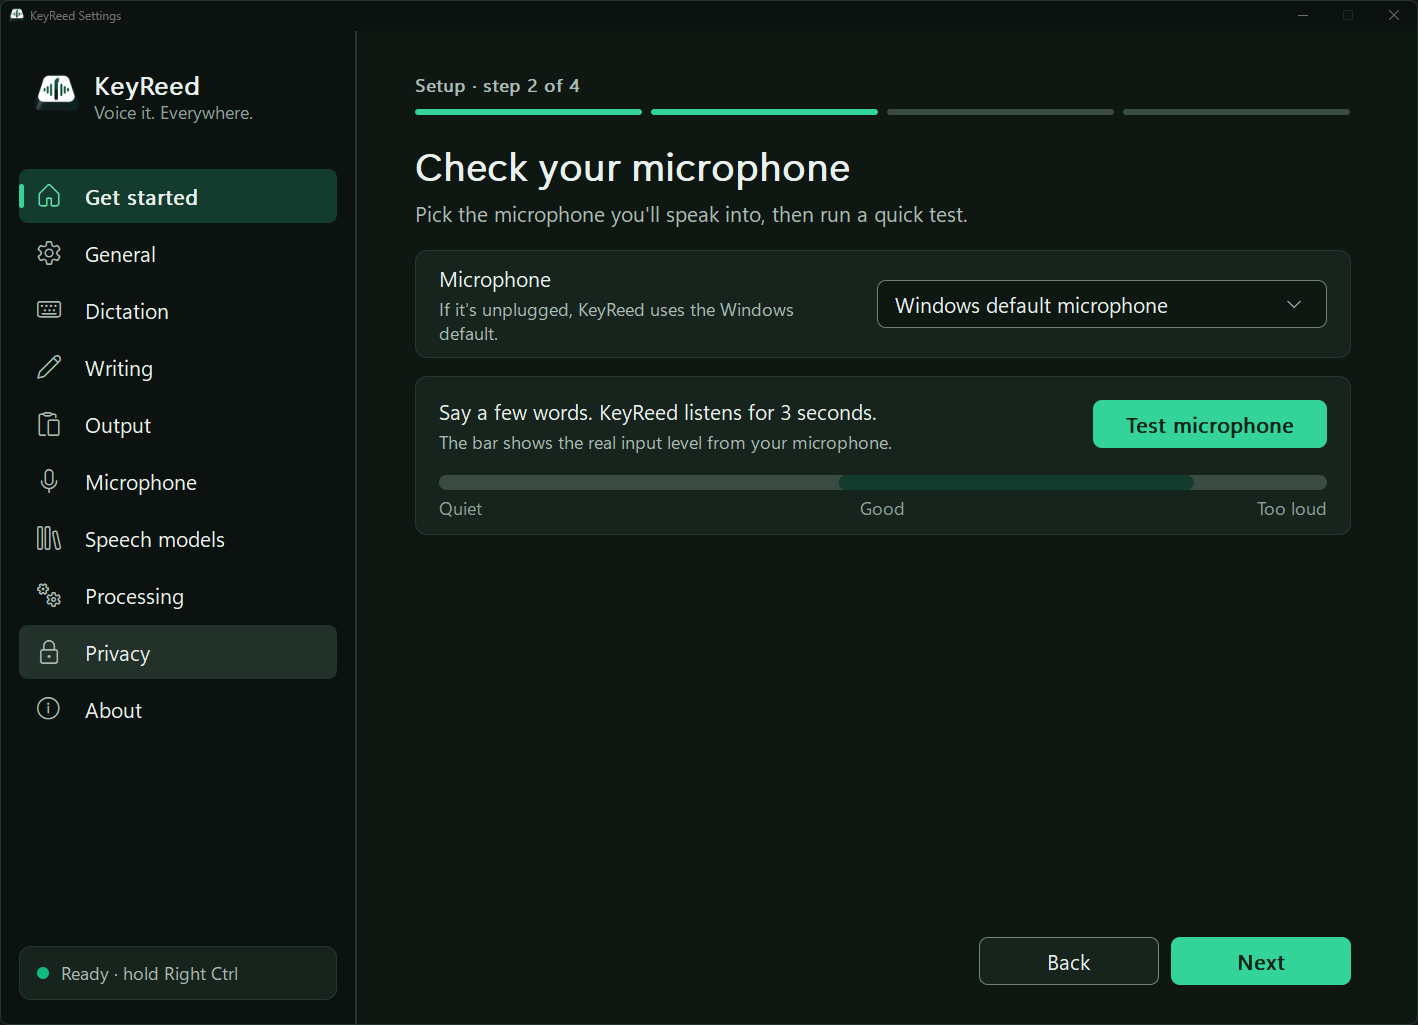 KeyReed Settings
KeyReed
Voice it. Everywhere.
Get started
General
Dictation
Writing
Output
Microphone
Speech models
Processing
Privacy
About
Ready · hold Right Ctrl
Setup · step 2 of 4
Check your microphone
Pick the microphone you'll speak into, then run a quick test.
Microphone
If it's unplugged, KeyReed uses the Windows
default.
Windows default microphone
Say a few words. KeyReed listens for 3 seconds.
The bar shows the real input level from your microphone.
Test microphone
Quiet
Good
Too loud
Back
Next